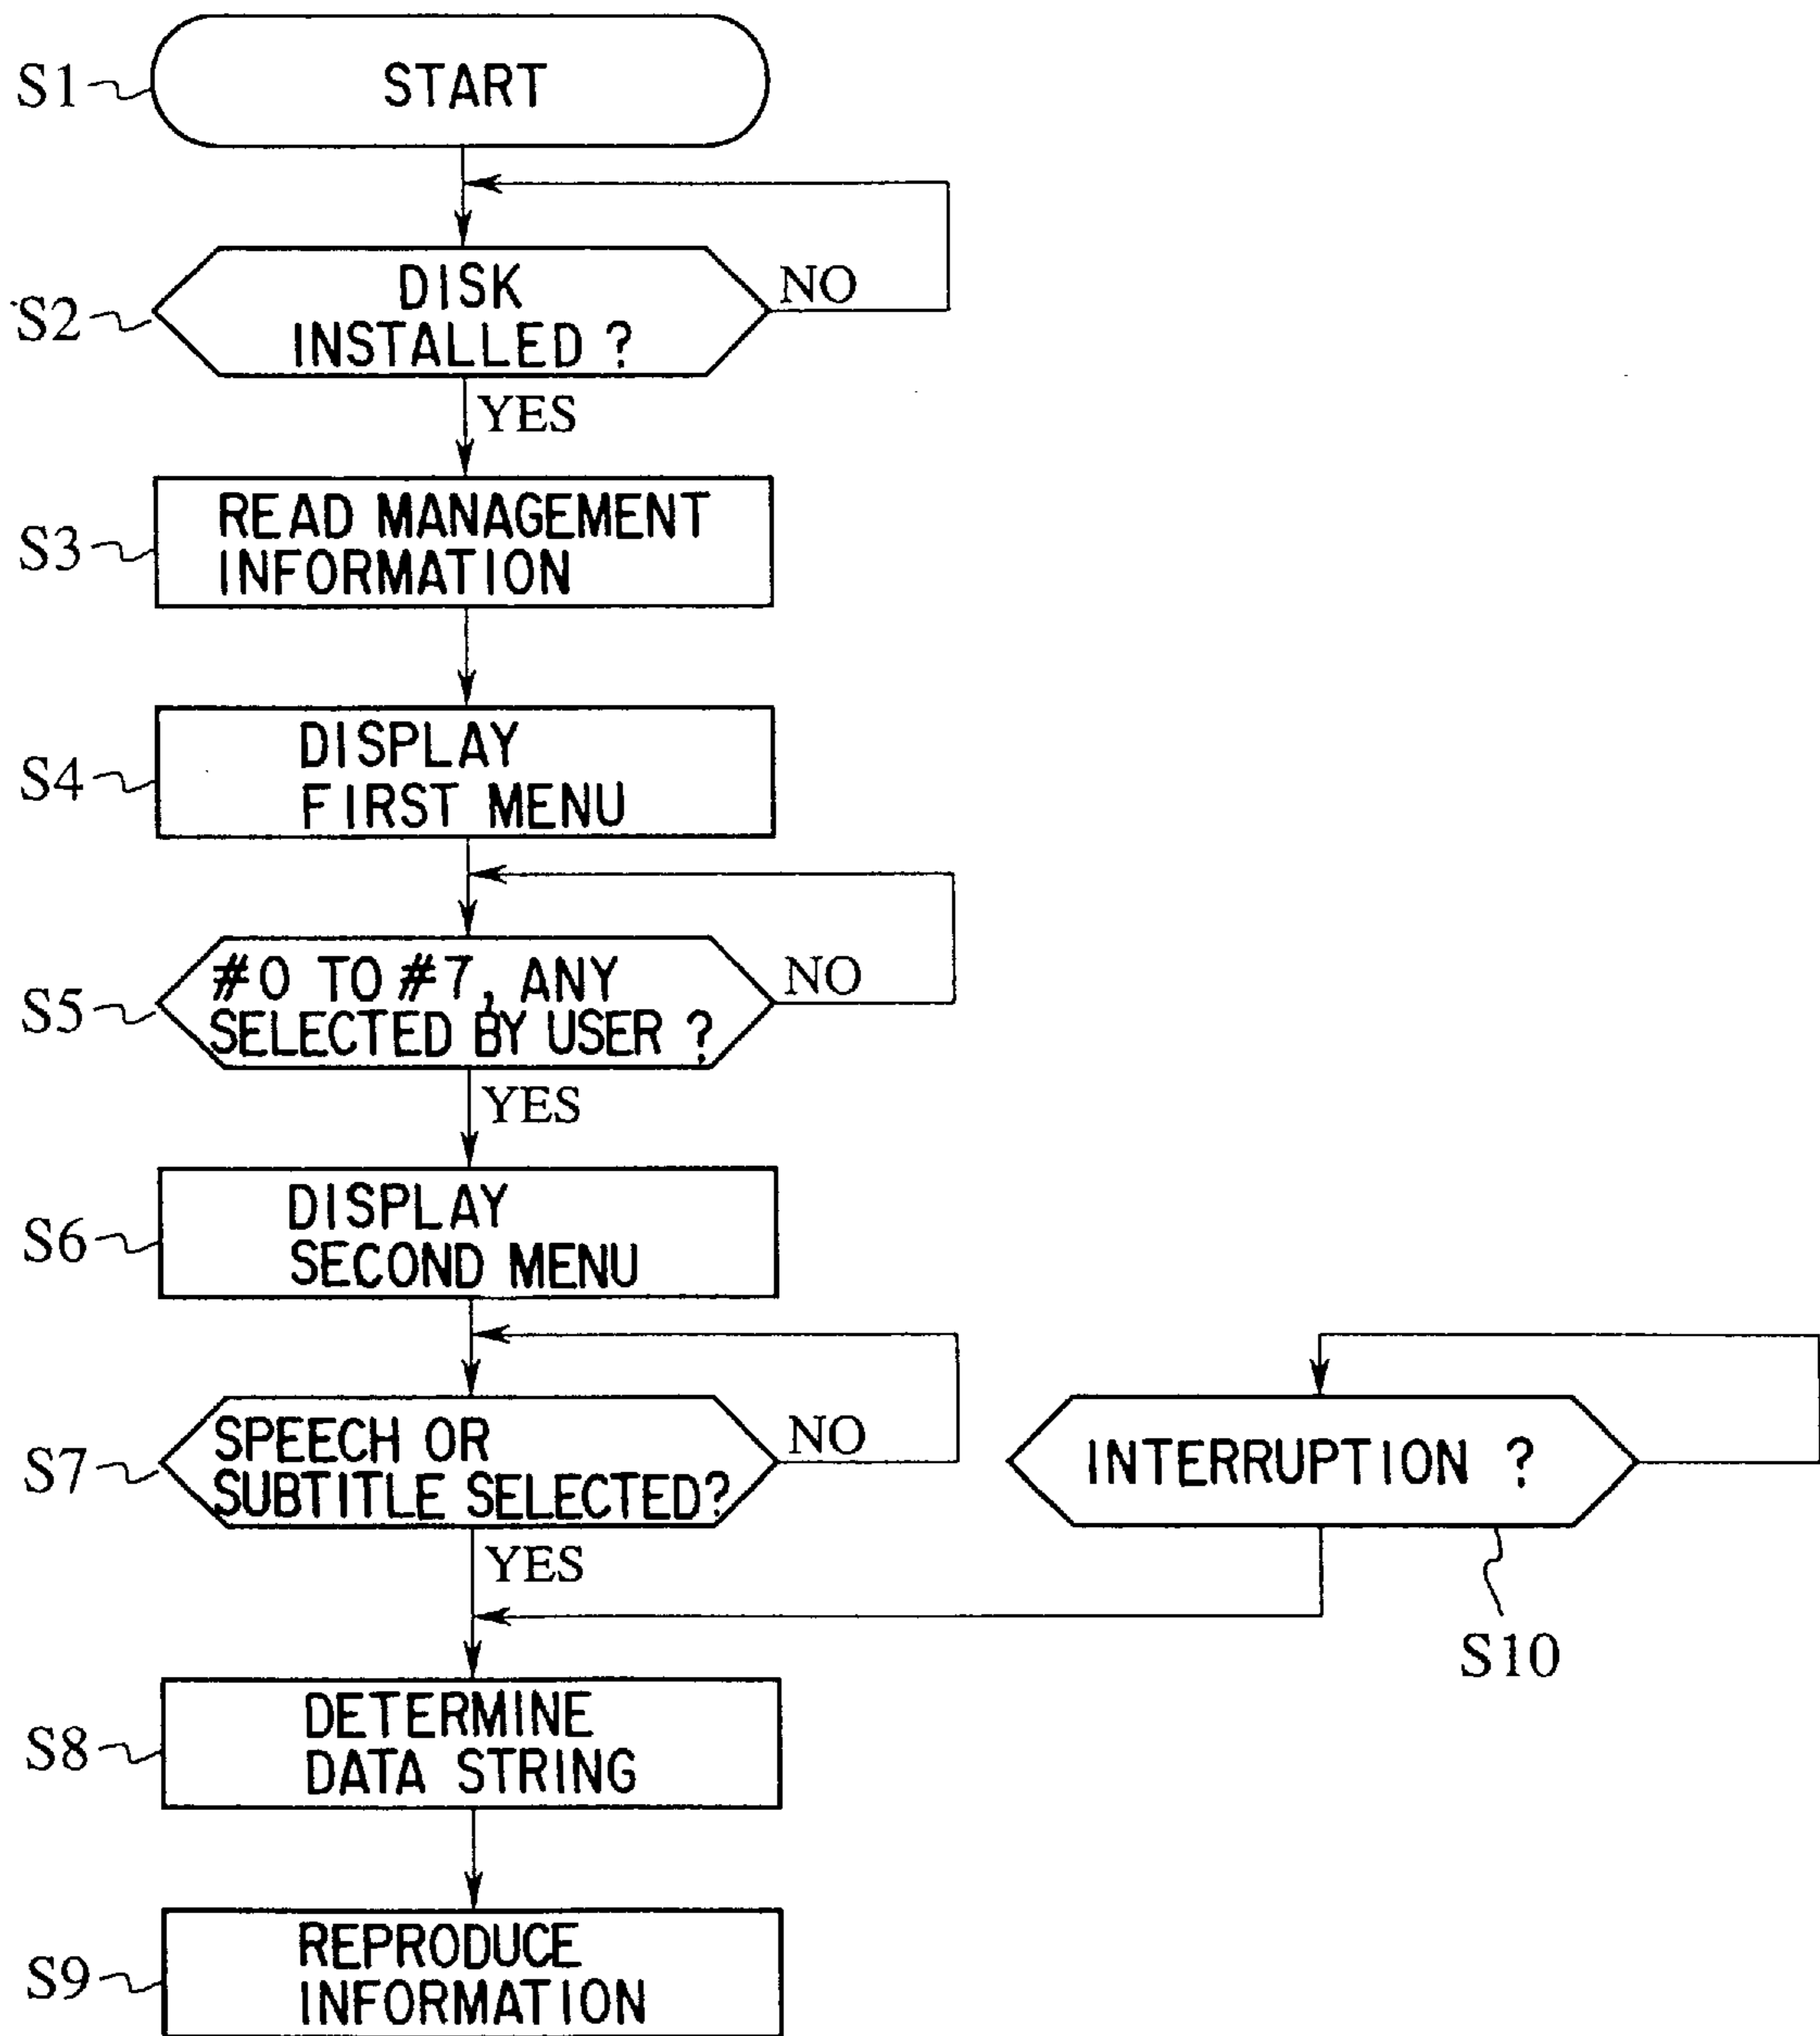 S1
START
S2
DISK
INSTALLED ?
NO
YES
S3
READ MANAGEMENT
INFORMATION
S4
DISPLAY
FIRST MENU
S5
#0 TO #7, ANY
SELECTED BY USER ?
NO
YES
S6
DISPLAY
SECOND MENU
S7
SPEECH OR
SUBTITLE SELECTED?
NO
YES
INTERRUPTION ?
S10
S8
DETERMINE
DATA STRING
S9
REPRODUCE
INFORMATION